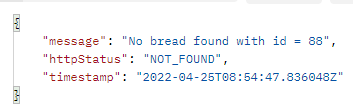 {
"message": "No bread found with id = 88",
"httpStatus": "NOT_FOUND",
"timestamp": "2022-04-25T08:54:47.836048Z"
}